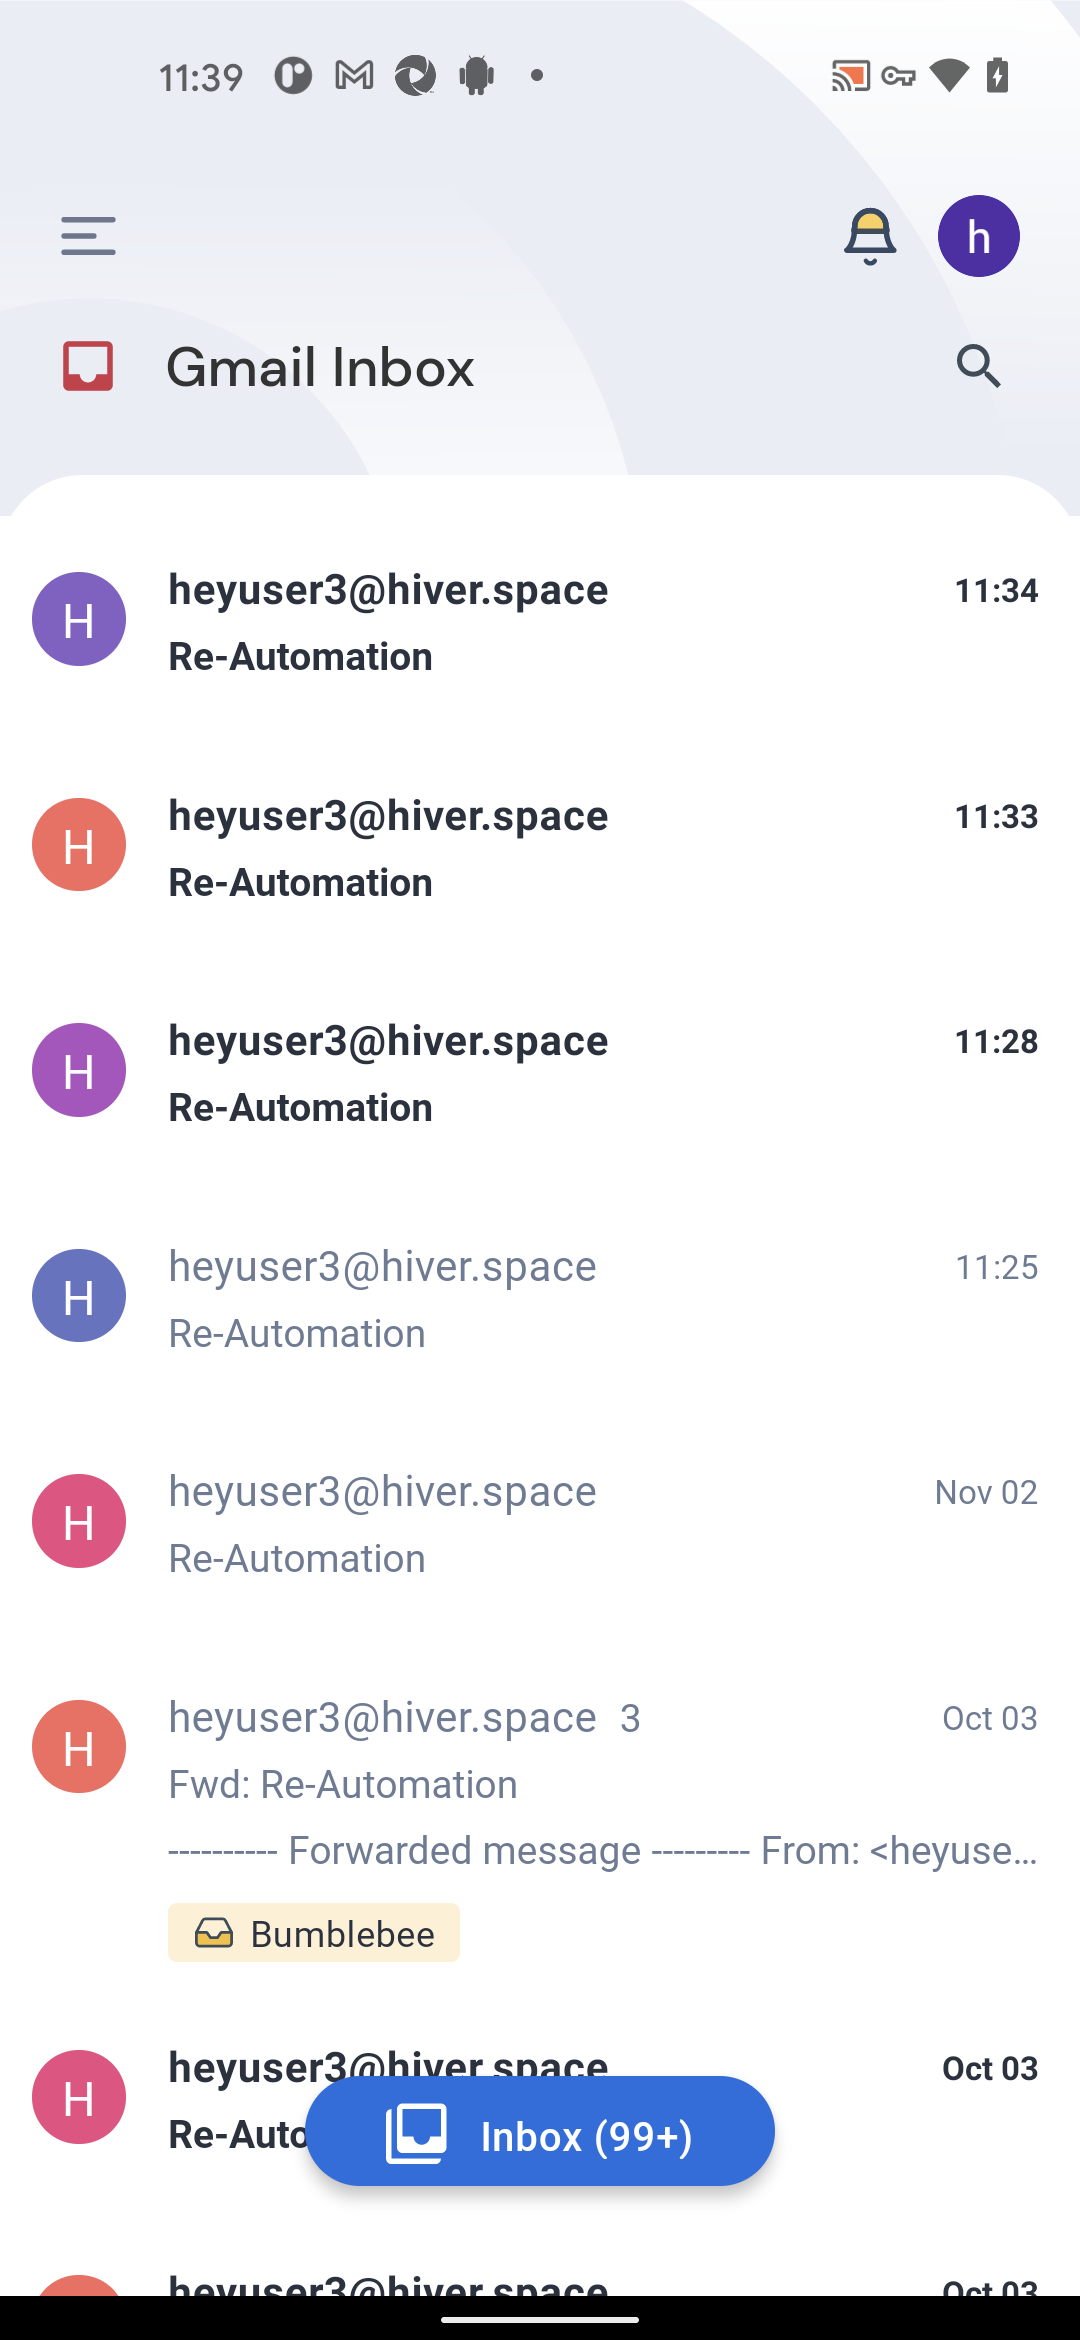 11:39
h
Gmail Inbox
H
heyuser3@hiver.space
11:34
Re-Automation
H
heyuser3@hiver.space
11:33
Re-Automation
H
heyuser3@hiver.space
11:28
Re-Automation
H
heyuser3@hiver.space
11:25
Re-Automation
H
heyuser3@hiver.space
Nov 02
Re-Automation
H
heyuser3@hiver.space 3
Oct 03
Fwd: Re-Automation
---------- Forwarded message --------- From: <heyuse…
Bumblebee
H
heyuser3@hiver.space
Oct 03
Re-Auto
Inbox (99+)
heyuser3@hiver.space
Oct 03